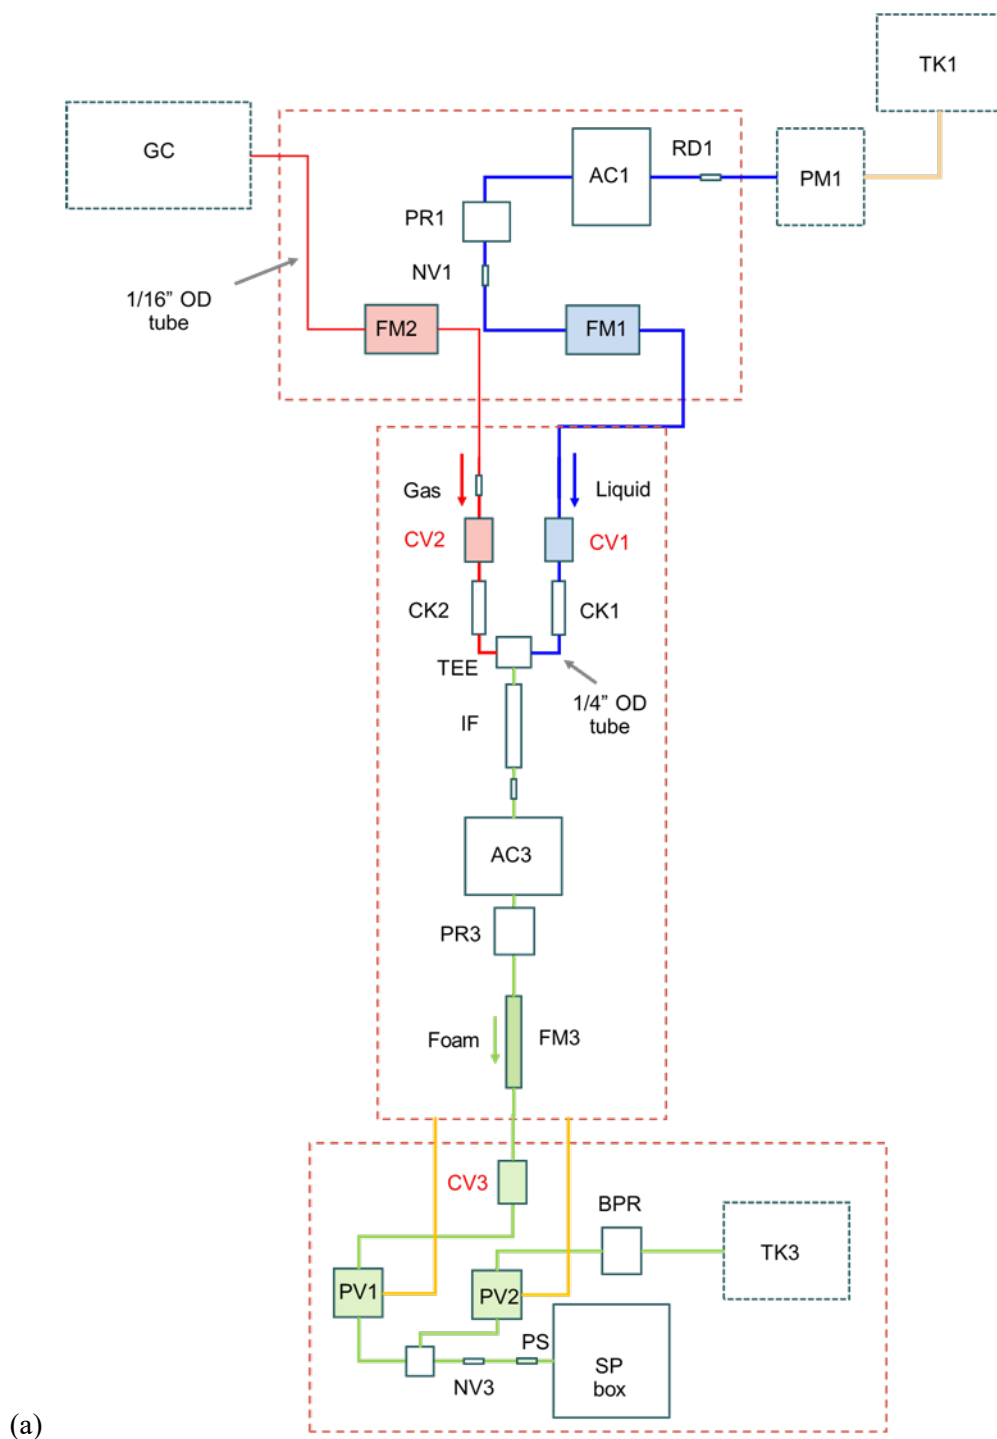 TK1
GC
RD1
AC1
PM1
PR1
NV1
1/16” OD
tube
FM2
FM1
Gas
Liquid
CV2
CV1
CK2
CK1
TEE
1/4” OD
tube
IF
AC3
PR3
Foam
FM3
CV3
BPR
TK3
PV1
PV2
PS
SP
box
NV3
(a)